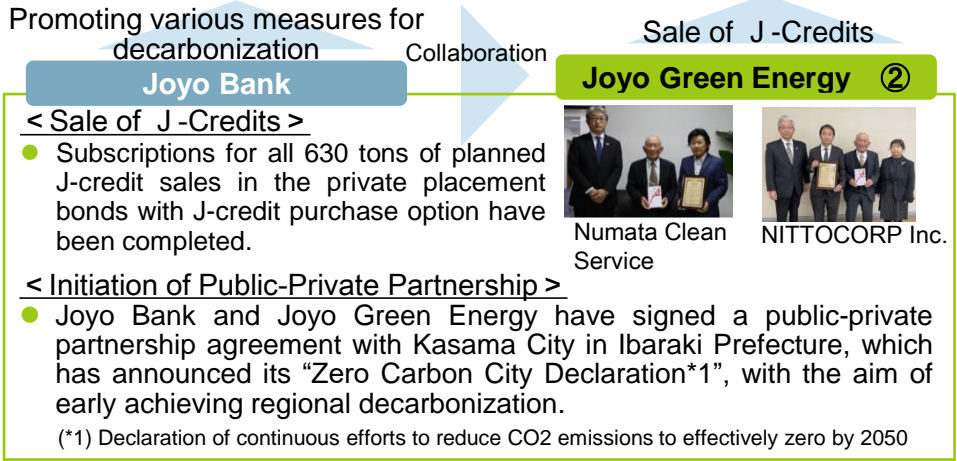 Promoting various measures for
decarbonization
Collaboration
Sale of J -Credits
Joyo Bank
Joyo Green Energy ②
< Sale of J -Credits >
● Subscriptions for all 630 tons of planned
J-credit sales in the private placement
bonds with J-credit purchase option have
been completed.
Numata Clean
Service
NITTOCORP Inc.
< Initiation of Public-Private Partnership >
● Joyo Bank and Joyo Green Energy have signed a public-private
partnership agreement with Kasama City in Ibaraki Prefecture, which
has announced its “Zero Carbon City Declaration*1”, with the aim of
early achieving regional decarbonization.
(*1) Declaration of continuous efforts to reduce CO2 emissions to effectively zero by 2050